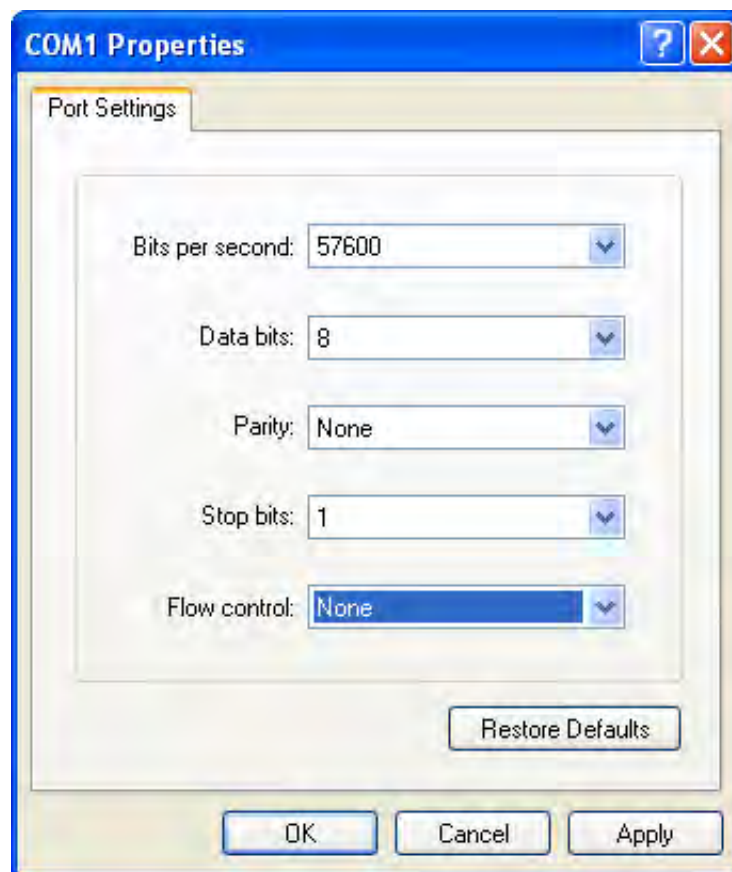 COM1 Properties
Port Settings
Bits per second: 57600
Data bits: 8
Parity: None
Stop bits: 1
Flow control: None
Restore Defaults
OK Cancel Apply